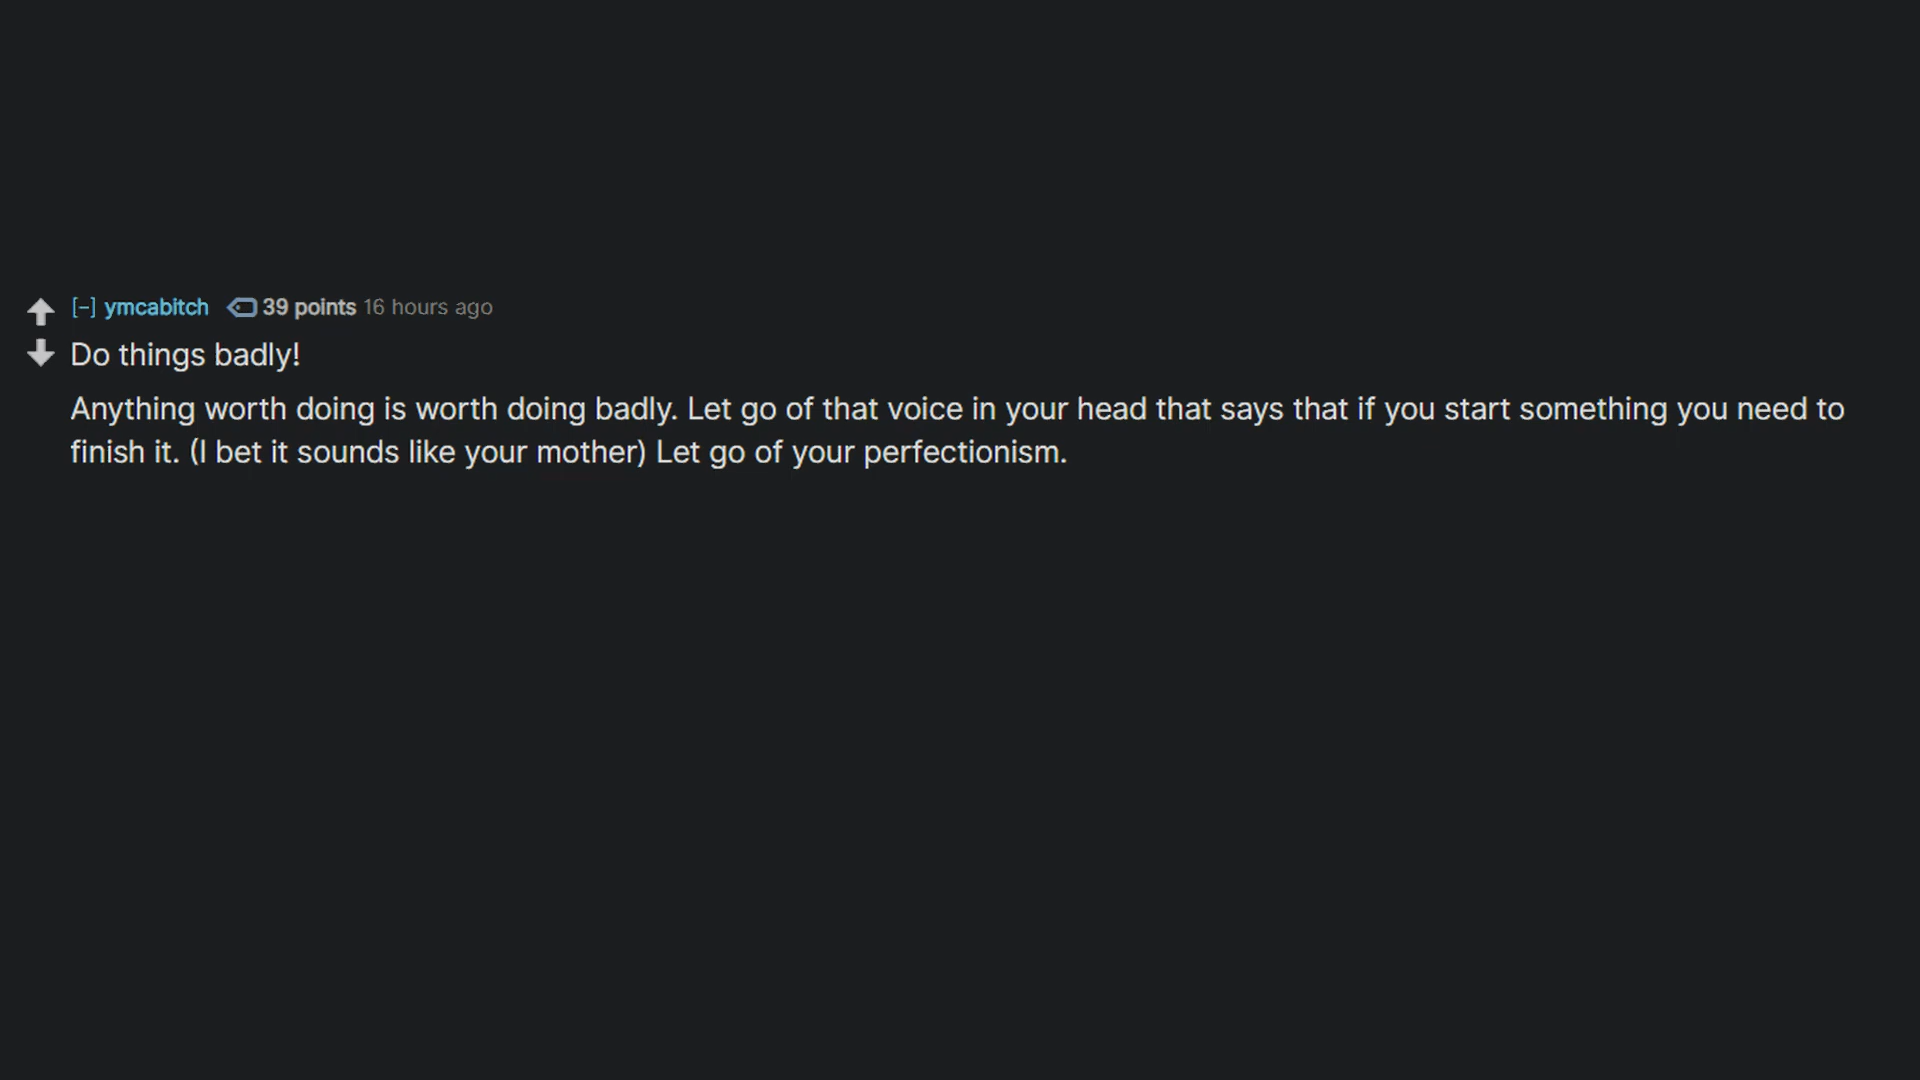 [–] ymcabitch 39 points 16 hours ago
Do things badly!
Anything worth doing is worth doing badly. Let go of that voice in your head that says that if you start something you need to
finish it. (I bet it sounds like your mother) Let go of your perfectionism.